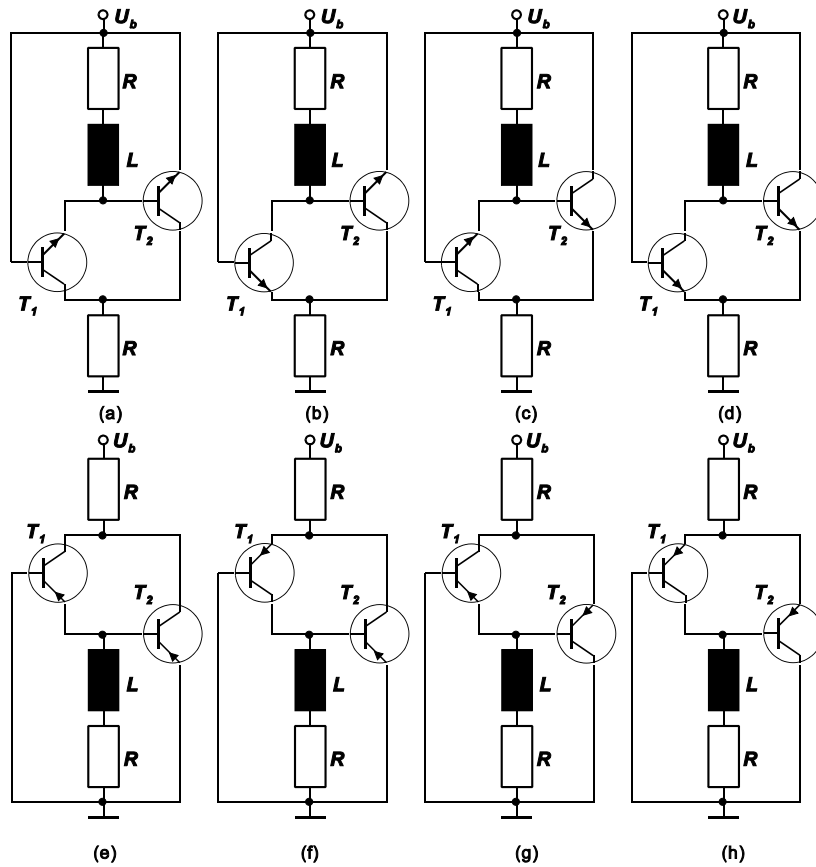 U_b U_b U_b U_b
R R R R
L L L L
T_2 T_2 T_2 T_2
T_1 T_1 T_1 T_1
R R R R
(a) (b) (c) (d)
U_b U_b U_b U_b
R R R R
T_1 T_1 T_1 T_1
T_2 T_2 T_2 T_2
L L L L
R R R R
(e) (f) (g) (h)